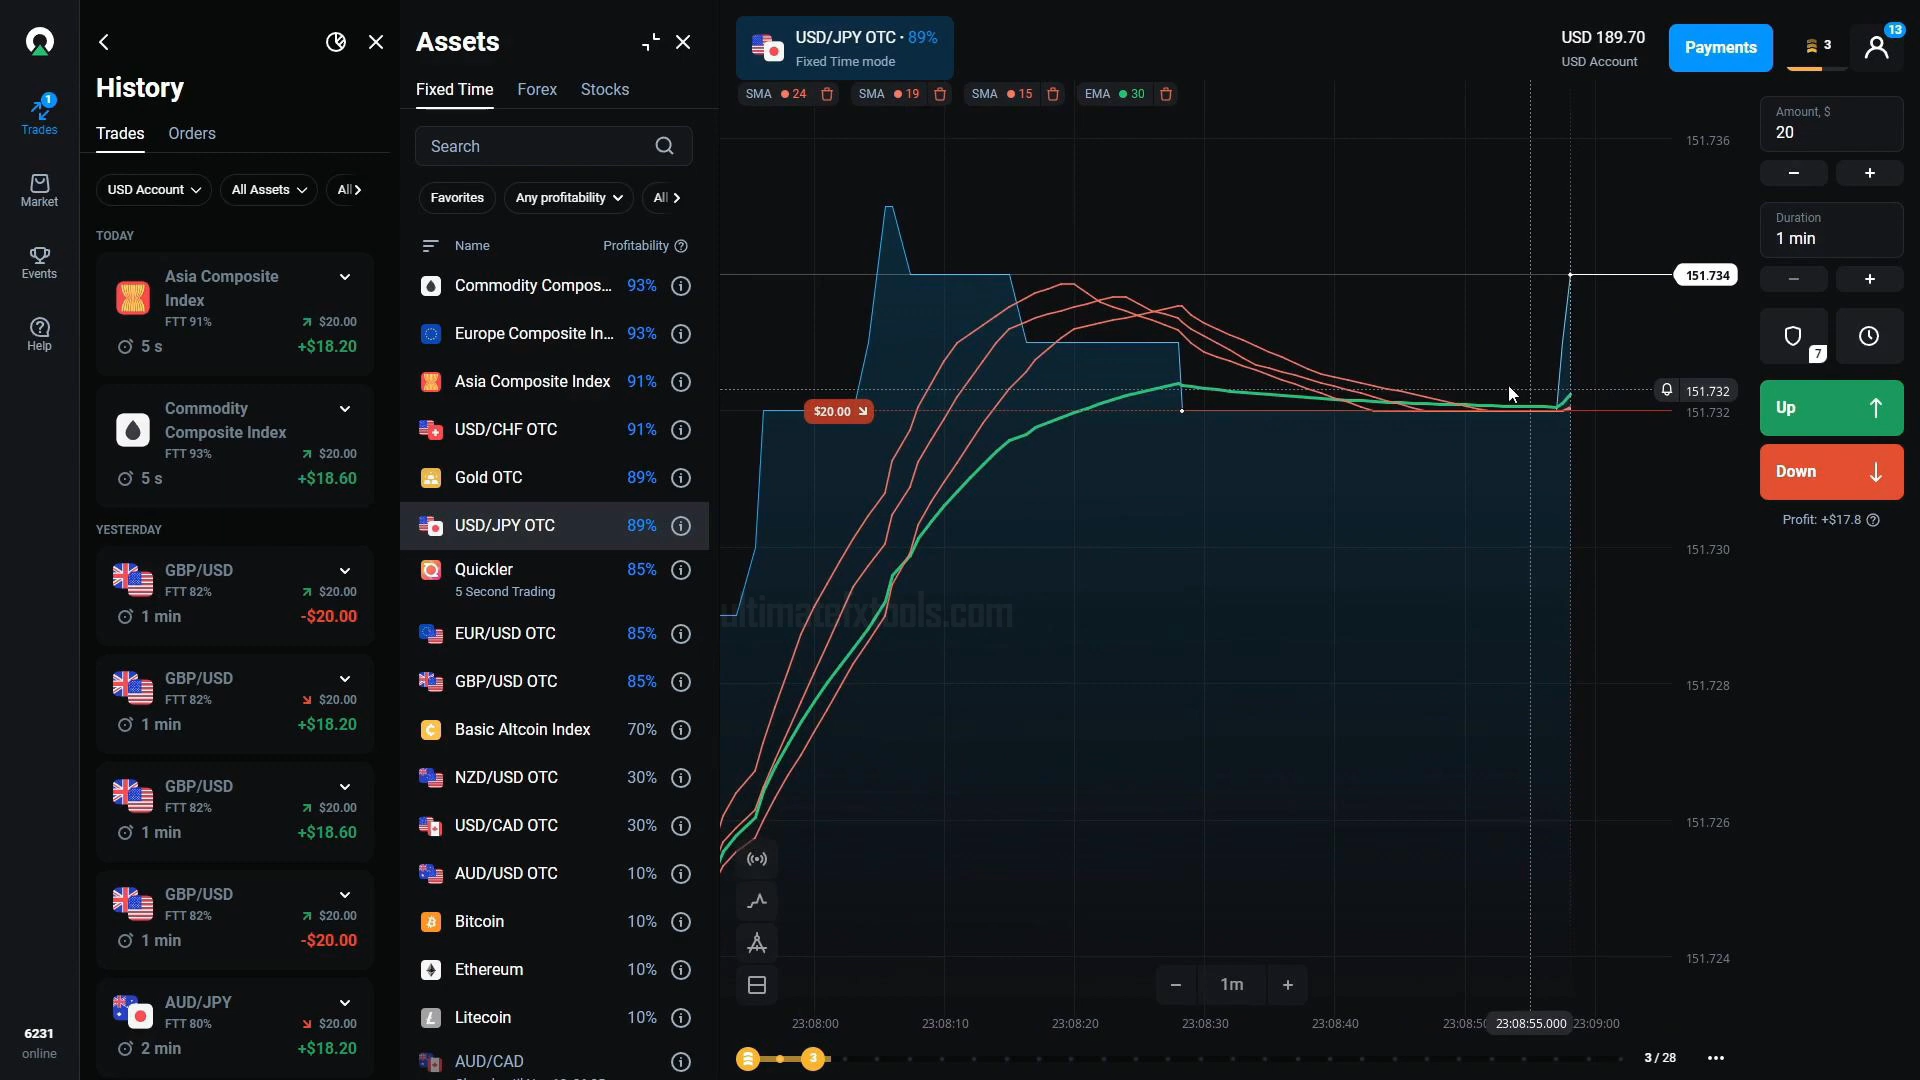 1
Trades
Market
Events
Help
6231
online
History
Trades
Orders
USD Account
All Assets
All
TODAY
Asia Composite
Index
FTT 91%
$20.00
5 s
+$18.20
Commodity
Composite Index
FTT 93%
$20.00
5 s
+$18.60
YESTERDAY
GBP/USD
FTT 82%
$20.00
1 min
-$20.00
GBP/USD
FTT 82%
$20.00
1 min
+$18.20
GBP/USD
FTT 82%
$20.00
1 min
+$18.60
GBP/USD
FTT 82%
$20.00
1 min
-$20.00
AUD/JPY
FTT 80%
$20.00
2 min
+$18.20
Assets
Fixed Time
Forex
Stocks
Search
Favorites
Any profitability
All
Name
Profitability
Commodity Compos... 93%
Europe Composite In... 93%
Asia Composite Index 91%
USD/CHF OTC 91%
Gold OTC 89%
USD/JPY OTC 89%
Quickler 85%
5 Second Trading
EUR/USD OTC 85%
GBP/USD OTC 85%
Basic Altcoin Index 70%
NZD/USD OTC 30%
USD/CAD OTC 30%
AUD/USD OTC 10%
Bitcoin 10%
Ethereum 10%
Litecoin 10%
AUD/CAD
USD/JPY OTC · 89%
Fixed Time mode
SMA 24
SMA 19
SMA 15
EMA 30
USD 189.70
USD Account
Payments
3
13
151.736
151.734
151.732
151.732
151.730
151.728
151.726
151.724
$20.00
ultimatefxtools.com
1m
23:08:00
23:08:10
23:08:20
23:08:30
23:08:40
23:08:50
23:08:55.000
23:09:00
3
3 / 28
Amount, $
20
Duration
1 min
7
Up
Down
Profit: +$17.8